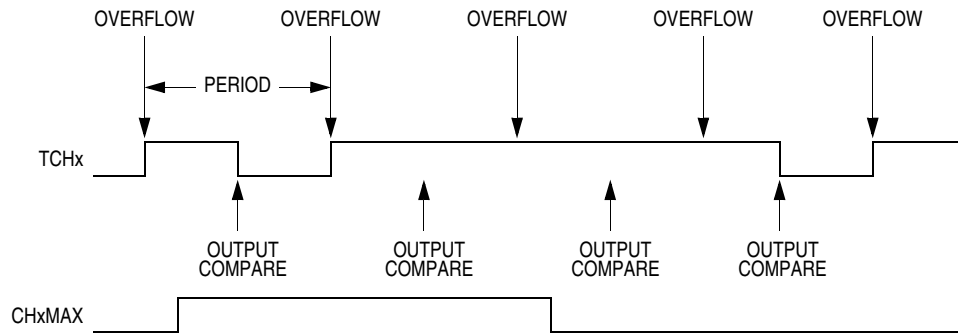 OVERFLOW OVERFLOW OVERFLOW OVERFLOW OVERFLOW
PERIOD
TCHx
OUTPUT COMPARE OUTPUT COMPARE OUTPUT COMPARE OUTPUT COMPARE
CHxMAX